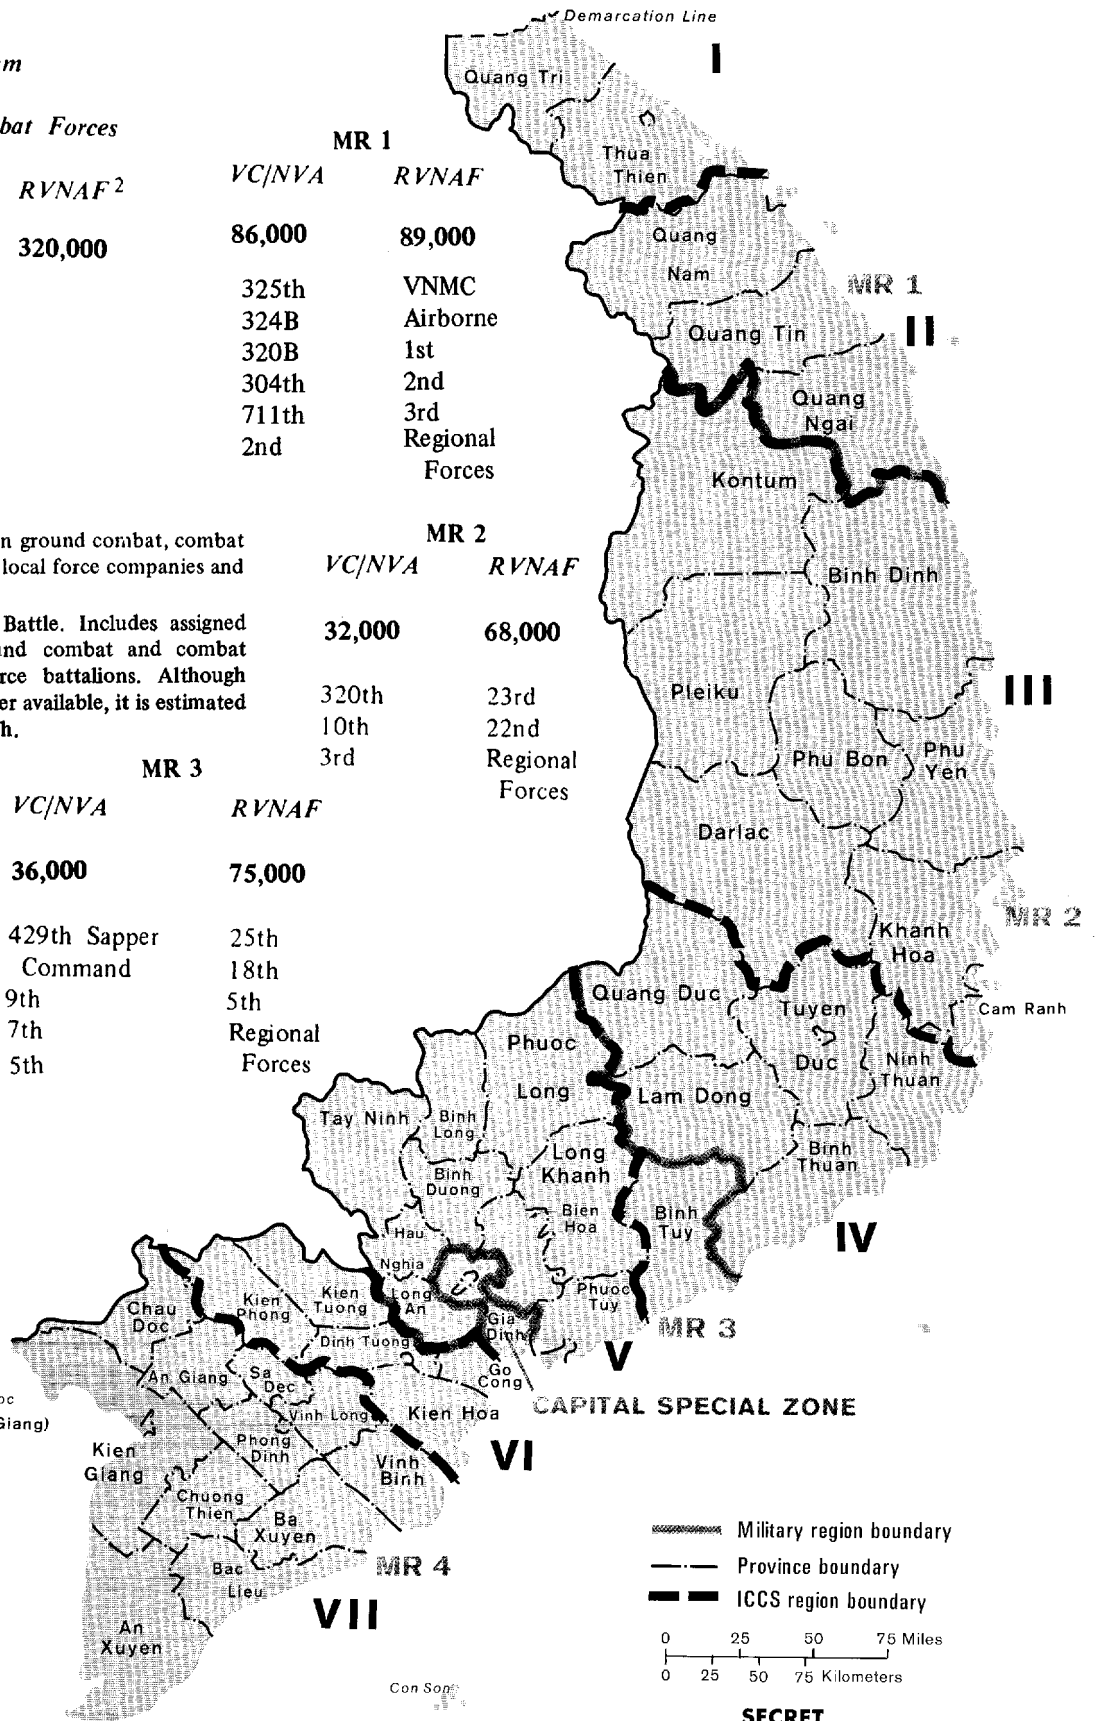 Demarcation Line
m
bat Forces
RVNAF 2
320,000
MR 1
VC/NVA RVNAF
86,000 89,000
325th VNMC
324B Airborne
320B 1st
304th 2nd
711th 3rd
2nd Regional
Forces
n ground combat, combat
local force companies and
Battle. Includes assigned
und combat and combat
rce battalions. Although
er available, it is estimated
h.
MR 2
VC/NVA RVNAF
32,000 68,000
320th 23rd
10th 22nd
3rd Regional
Forces
MR 3
VC/NVA RVNAF
36,000 75,000
429th Sapper 25th
Command 18th
9th 5th
7th Regional
5th Forces
I
Quang Tri
Thua
Thien
Quang
Nam
MR 1
Quang Tin
II
Quang
Ngai
Kontum
Binh Dinh
Pleiku
III
Phu Bon
Phu
Yen
Darlac
MR 2
Khanh
Hoa
Cam Ranh
Quang Duc
Tuyen
Duc
Ninh
Thuan
Phuoc
Long
Lam Dong
Tay Ninh
Binh
Long
Binh
Thuan
Long
Khanh
Binh
Duong
Bien
Hoa
Binh
Tuy
IV
Hau
Nghia
Long
An
Kien
Phong
Kien
Tuong
Chau
Doc
Phuoc
Tuy
Gia
Dinh
MR 3
Dinh Tuong
V
Go
Cong
An Giang
Sa
Dec
CAPITAL SPECIAL ZONE
oc
Giang)
Vinh Long
Kien Hoa
Kien
Giang
Phong
Dinh
Vinh
Binh
VI
Chuong
Thien
Ba
Xuyen
Bac
Lieu
MR 4
VII
An
Xuyen
Con Son
Military region boundary
Province boundary
ICCS region boundary
0 25 50 75 Miles
0 25 50 75 Kilometers
SECRET